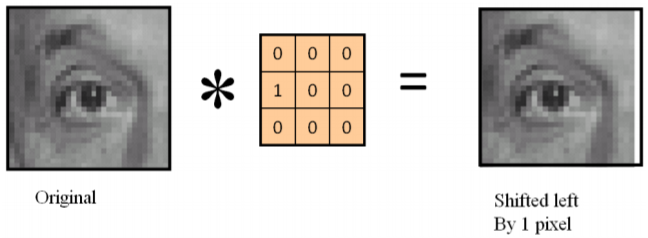 0 0 0
* 1 0 0 =
0 0 0
Original
Shifted left
By 1 pixel